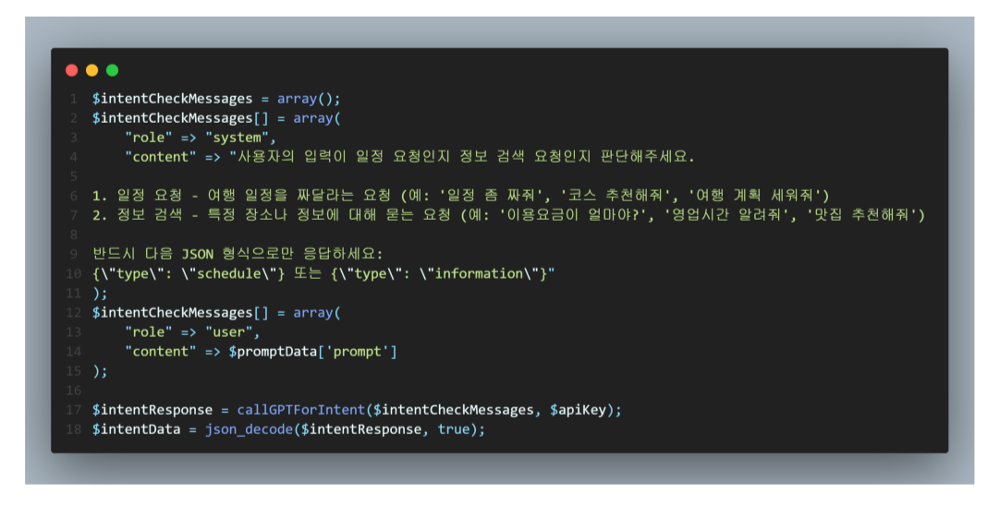 1 $intentCheckMessages = array();
2 $intentCheckMessages[] = array(
3 "role" => "system",
4 "content" => "사용자의 입력이 일정 요청인지 정보 검색 요청인지 판단해주세요.
5
6 1. 일정 요청 - 여행 일정을 짜달라는 요청 (예: '일정 좀 짜줘', '코스 추천해줘', '여행 계획 세워줘')
7 2. 정보 검색 - 특정 장소나 정보에 대해 묻는 요청 (예: '이용요금이 얼마야?', '영업시간 알려줘', '맛집 추천해줘')
8
9 반드시 다음 JSON 형식으로만 응답하세요:
10 {\"type\": \"schedule\"} 또는 {\"type\": \"information\"}"
11 );
12 $intentCheckMessages[] = array(
13 "role" => "user",
14 "content" => $promptData['prompt']
15 );
16
17 $intentResponse = callGPTForIntent($intentCheckMessages, $apiKey);
18 $intentData = json_decode($intentResponse, true);